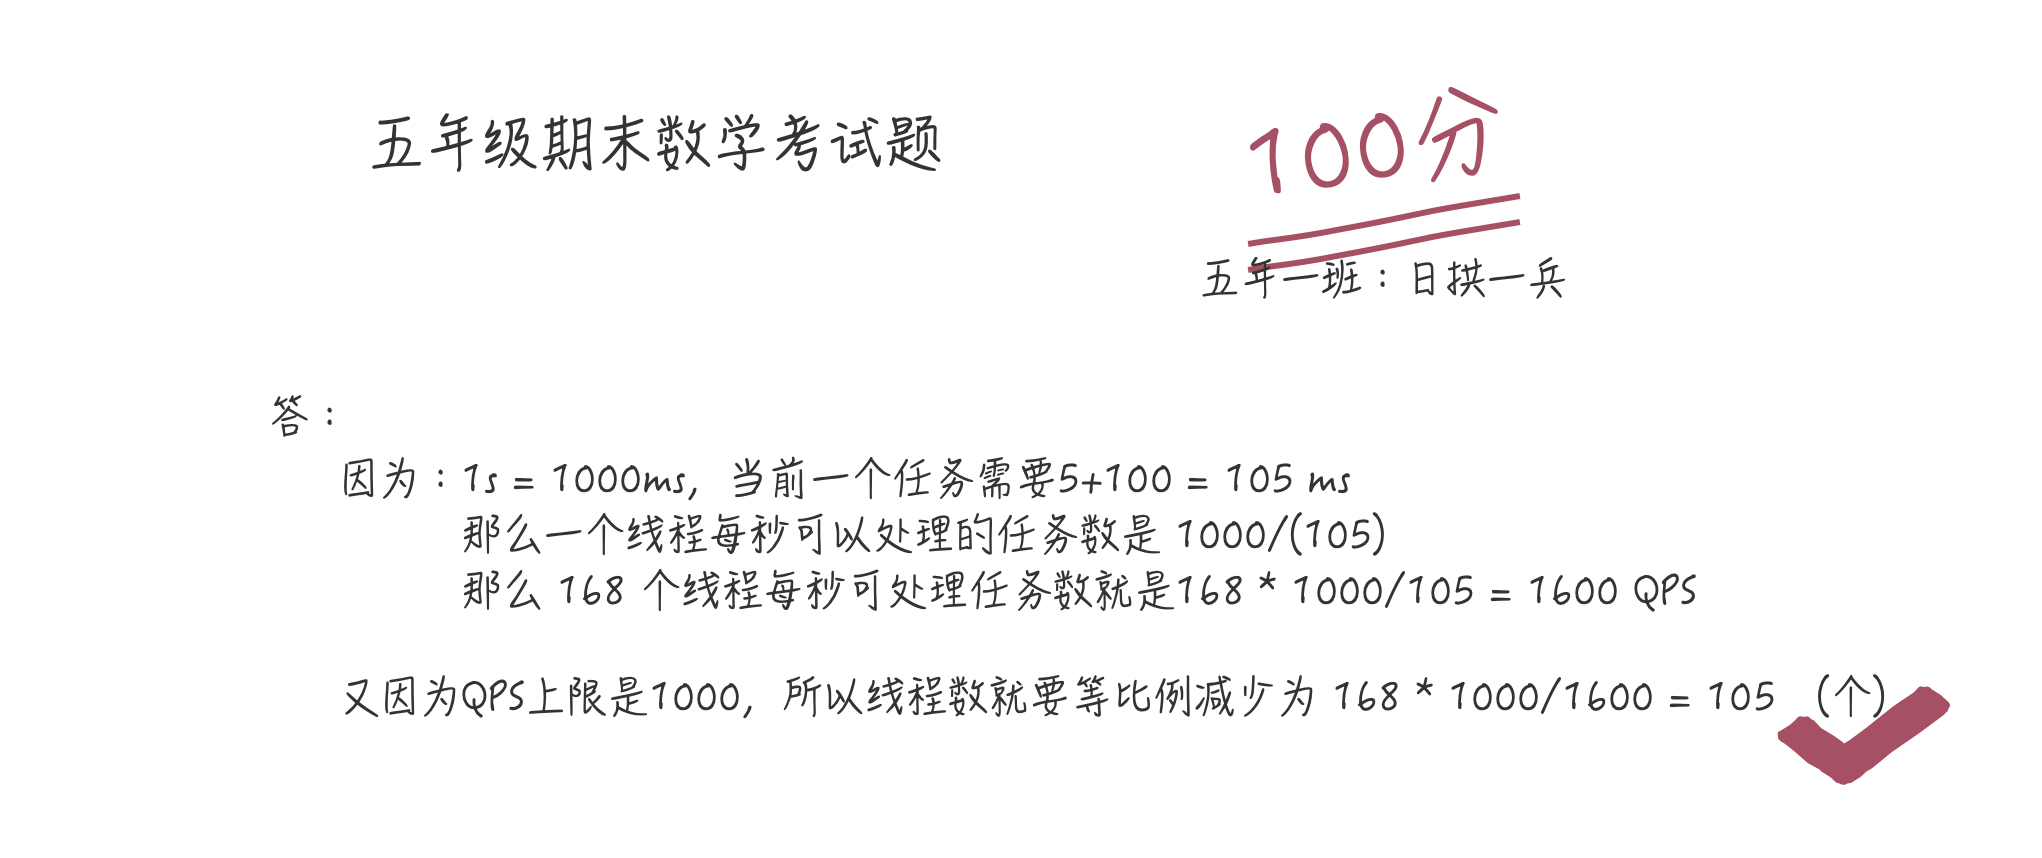 五年级期末数学考试题
100分
五年一班：日拱一兵
答：
因为：1s = 1000ms，当前一个任务需要5+100 = 105 ms
那么一个线程每秒可以处理的任务数是 1000/(105)
那么 168 个线程每秒可处理任务数就是168 * 1000/105 = 1600 QPS
又因为QPS上限是1000，所以线程数就要等比例减少为 168 * 1000/1600 = 105 （个）